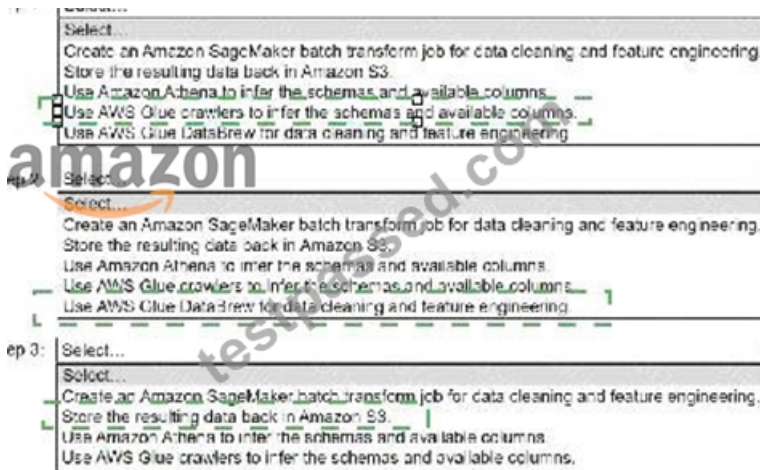 Select...
Create an Amazon SageMaker batch transform job for data cleaning and feature engineering.
Store the resulting data back in Amazon S3.
Use Amazon Athena to infer the schemas and available columns.
Use AWS Glue crawlers to infer the schemas and available columns.
Use AWS Glue DataBrew for data cleaning and feature engineering
amazon
ep 2: Select...
Select...
Create an Amazon SageMaker batch transform job for data cleaning and feature engineering.
Store the resulting data back in Amazon S3.
Use Amazon Athena to infer the schemas and available columns.
Use AWS Glue crawlers to infer the schemas and available columns.
Use AWS Glue DataBrew for data cleaning and feature engineering.
testpassed.com
ep 3: Select...
Select...
Create an Amazon SageMaker batch transform job for data cleaning and feature engineering.
Store the resulting data back in Amazon S3.
Use Amazon Athena to infer the schemas and available columns.
Use AWS Glue crawlers to infer the schemas and available columns.